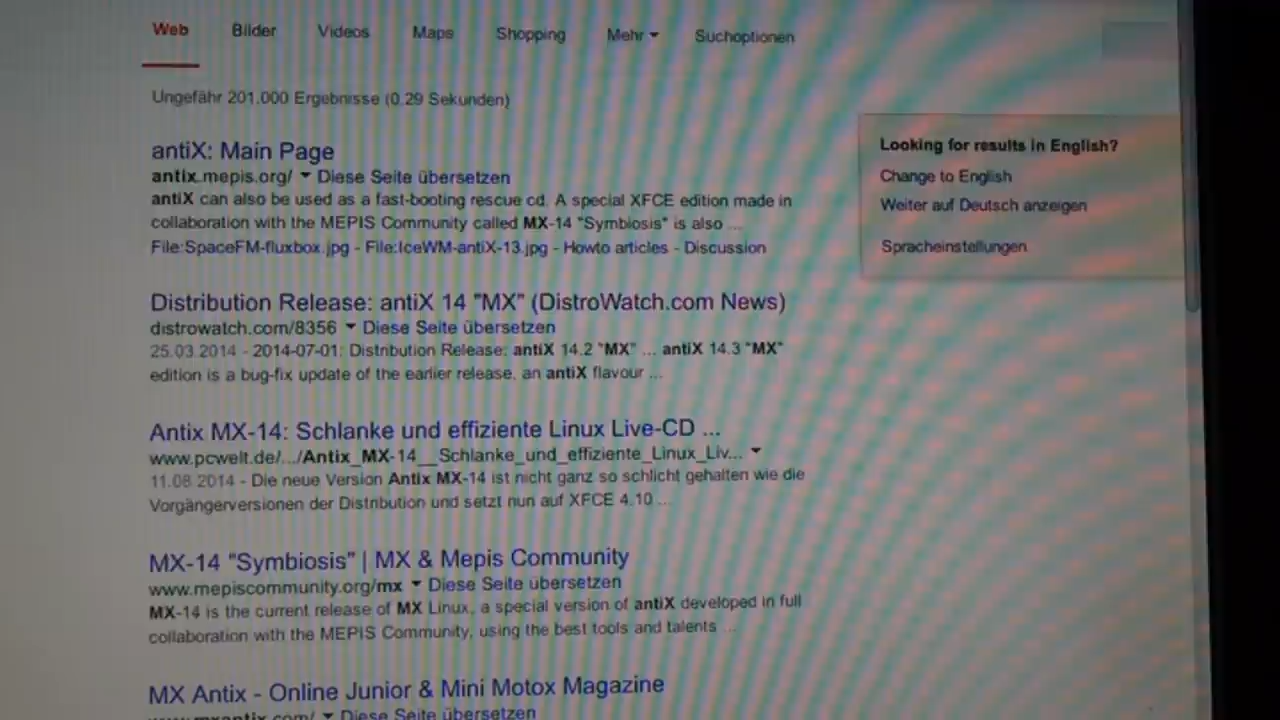 Web Bilder Videos Maps Shopping Mehr Suchoptionen
Ungefähr 201.000 Ergebnisse (0.29 Sekunden)
antiX: Main Page
antix.mepis.org/ Diese Seite übersetzen
antiX can also be used as a fast-booting rescue cd. A special XFCE edition made in
collaboration with the MEPIS Community called MX-14 "Symbiosis" is also ...
File:SpaceFM-fluxbox.jpg - File:IceWM-antiX-13.jpg - Howto articles - Discussion
Distribution Release: antiX 14 "MX" (DistroWatch.com News)
distrowatch.com/8356 Diese Seite übersetzen
25.03.2014 - 2014-07-01: Distribution Release: antiX 14.2 "MX" ... antiX 14.3 "MX"
edition is a bug-fix update of the earlier release, an antiX flavour ...
Antix MX-14: Schlanke und effiziente Linux Live-CD ...
www.pcwelt.de/.../Antix_MX-14__Schlanke_und_effiziente_Linux_Liv...
11.08.2014 - Die neue Version Antix MX-14 ist nicht ganz so schlicht gehalten wie die
Vorgängerversionen der Distribution und setzt nun auf XFCE 4.10 ...
MX-14 "Symbiosis" | MX & Mepis Community
www.mepiscommunity.org/mx Diese Seite übersetzen
MX-14 is the current release of MX Linux, a special version of antiX developed in full
collaboration with the MEPIS Community, using the best tools and talents ...
MX Antix - Online Junior & Mini Motox Magazine
www.mxantix.com/ Diese Seite übersetzen
Looking for results in English?
Change to English
Weiter auf Deutsch anzeigen
Spracheinstellungen